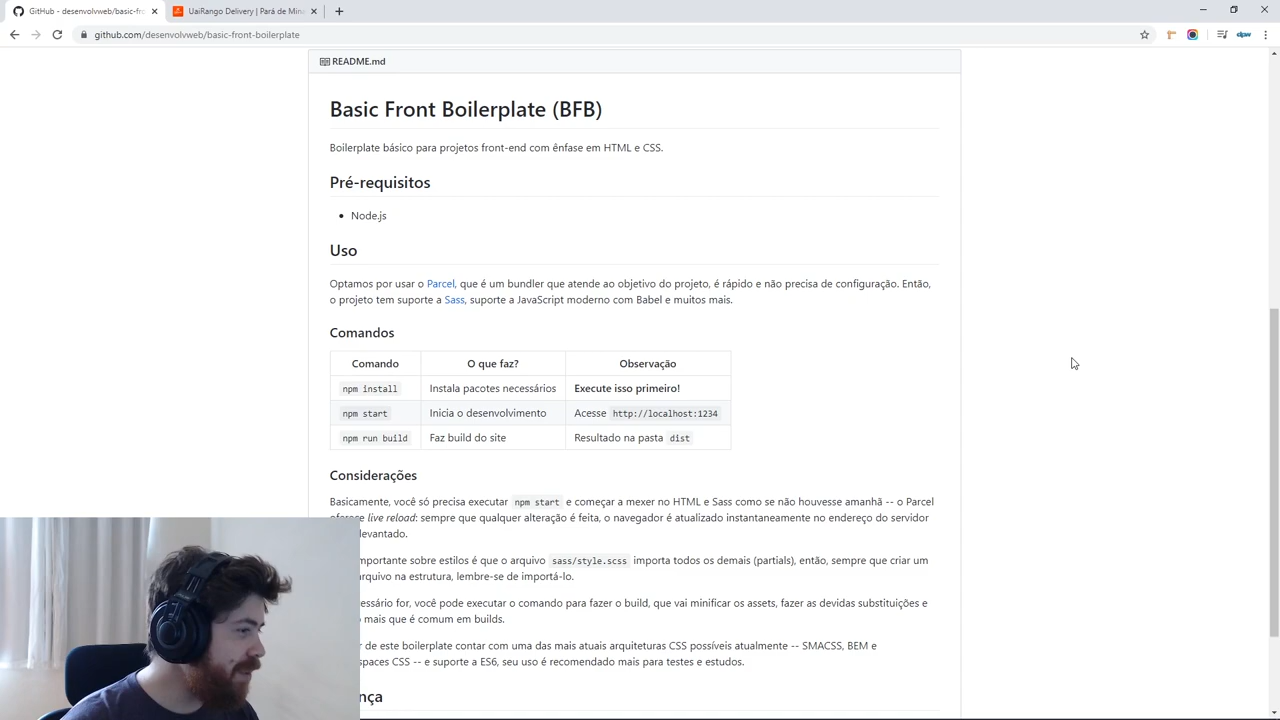 GitHub - desenvolvweb/basic-fro
UaiRango Delivery | Pará de Mina
github.com/desenvolvweb/basic-front-boilerplate
dpw
README.md
Basic Front Boilerplate (BFB)
Boilerplate básico para projetos front-end com ênfase em HTML e CSS.
Pré-requisitos
Node.js
Uso
Optamos por usar o Parcel, que é um bundler que atende ao objetivo do projeto, é rápido e não precisa de configuração. Então,
o projeto tem suporte a Sass, suporte a JavaScript moderno com Babel e muitos mais.
Comandos
Comando O que faz? Observação
npm install Instala pacotes necessários Execute isso primeiro!
npm start Inicia o desenvolvimento Acesse http://localhost:1234
npm run build Faz build do site Resultado na pasta dist
Considerações
Basicamente, você só precisa executar npm start e começar a mexer no HTML e Sass como se não houvesse amanhã -- o Parcel
oferece live reload: sempre que qualquer alteração é feita, o navegador é atualizado instantaneamente no endereço do servidor
levantado.
mportante sobre estilos é que o arquivo sass/style.scss importa todos os demais (partials), então, sempre que criar um
arquivo na estrutura, lembre-se de importá-lo.
essário for, você pode executar o comando para fazer o build, que vai minificar os assets, fazer as devidas substituições e
mais que é comum em builds.
r de este boilerplate contar com uma das mais atuais arquiteturas CSS possíveis atualmente -- SMACSS, BEM e
spaces CSS -- e suporte a ES6, seu uso é recomendado mais para testes e estudos.
nça